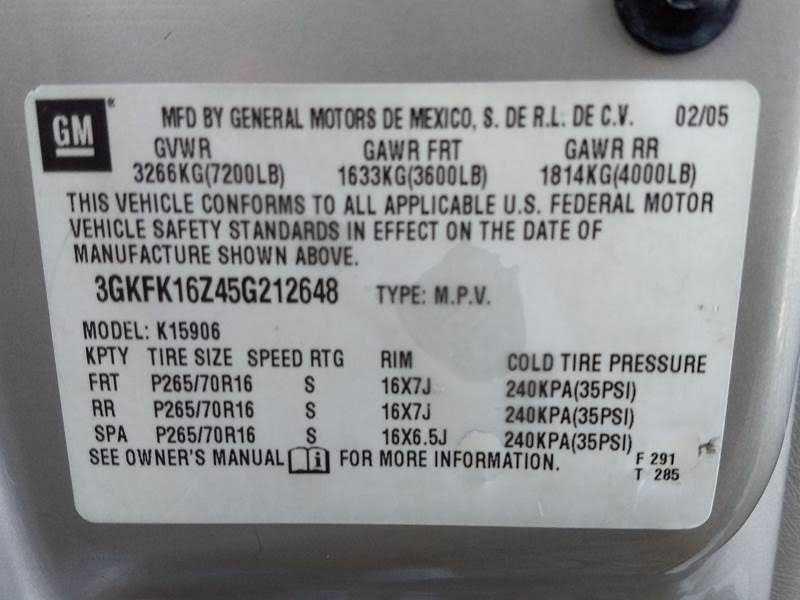 GM ® MFD BY GENERAL MOTORS DE MEXICO, S. DE R.L. DE C.V. 02/05
GVWR GAWR FRT GAWR RR
3266KG(7200LB) 1633KG(3600LB) 1814KG(4000LB)
THIS VEHICLE CONFORMS TO ALL APPLICABLE U.S. FEDERAL MOTOR
VEHICLE SAFETY STANDARDS IN EFFECT ON THE DATE OF
MANUFACTURE SHOWN ABOVE.
3GKFK16Z45G212648 TYPE: M.P.V.
MODEL: K15906
KPTY TIRE SIZE SPEED RTG RIM COLD TIRE PRESSURE
FRT P265/70R16 S 16X7J 240KPA(35PSI)
RR P265/70R16 S 16X7J 240KPA(35PSI)
SPA P265/70R16 S 16X6.5J 240KPA(35PSI)
SEE OWNER'S MANUAL i FOR MORE INFORMATION. F 291
T 285